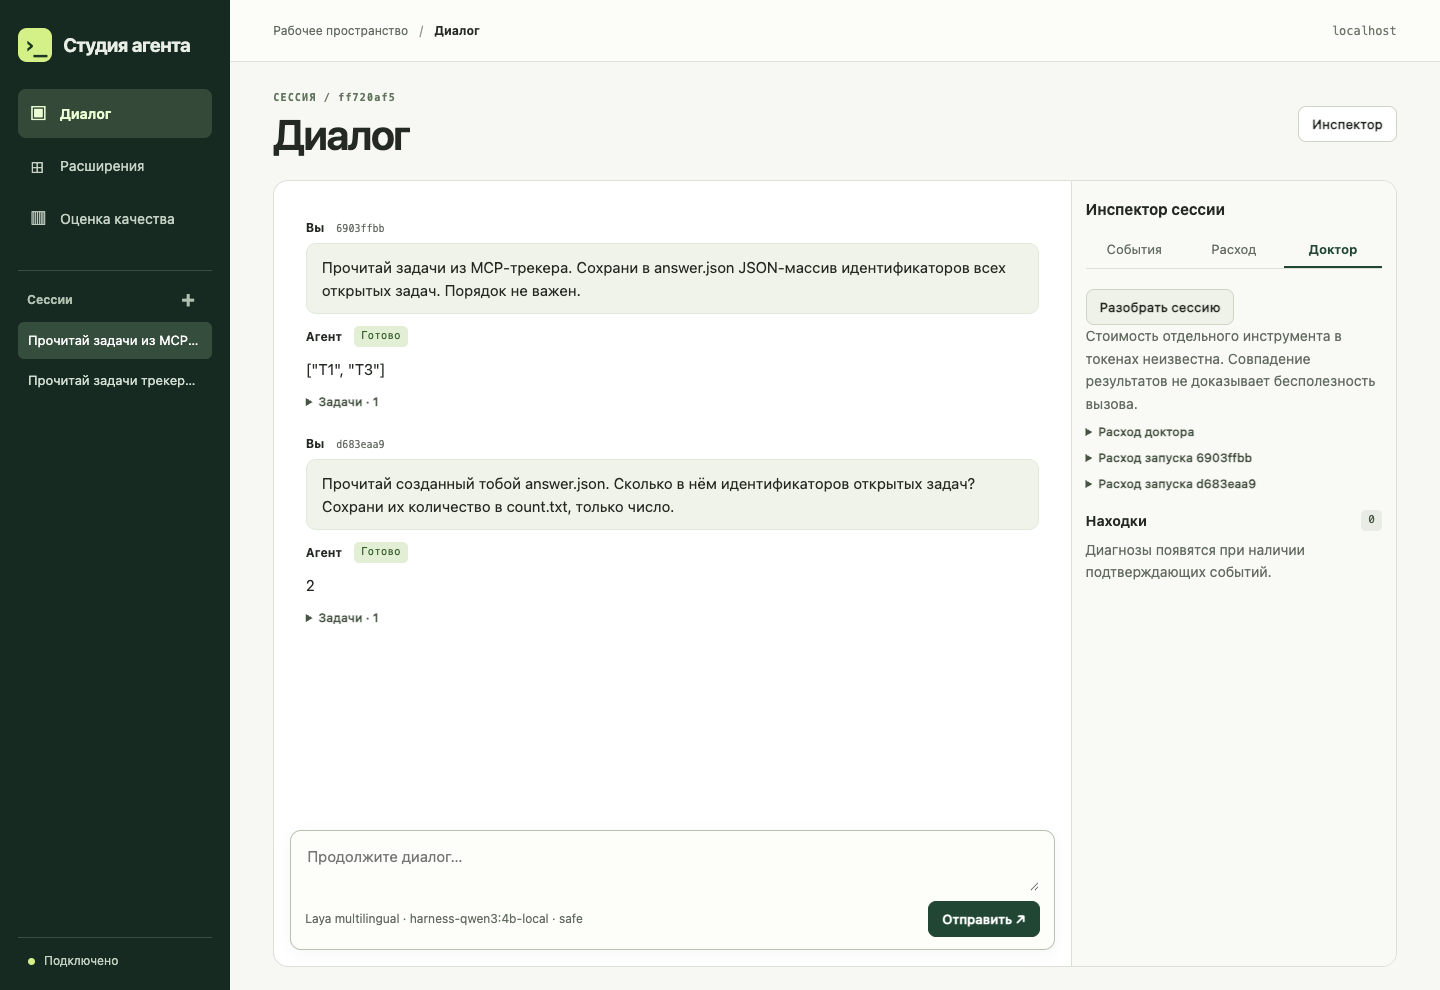 Студия агента
Диалог
Расширения
Оценка качества
Сессии
Прочитай задачи из MCP...
Прочитай задачи трекер...
Подключено
Рабочее пространство / Диалог
localhost
СЕССИЯ / ff720af5
Диалог
Инспектор
Вы 6903ffbb
Прочитай задачи из MCP-трекера. Сохрани в answer.json JSON-массив идентификаторов всех
открытых задач. Порядок не важен.
Агент Готово
["T1", "T3"]
Задачи · 1
Вы d683eaa9
Прочитай созданный тобой answer.json. Сколько в нём идентификаторов открытых задач?
Сохрани их количество в count.txt, только число.
Агент Готово
2
Задачи · 1
Продолжите диалог...
Laya multilingual · harness-qwen3:4b-local · safe
Отправить ↗
Инспектор сессии
События Расход Доктор
Разобрать сессию
Стоимость отдельного инструмента в
токенах неизвестна. Совпадение
результатов не доказывает бесполезность
вызова.
Расход доктора
Расход запуска 6903ffbb
Расход запуска d683eaa9
Находки 0
Диагнозы появятся при наличии
подтверждающих событий.